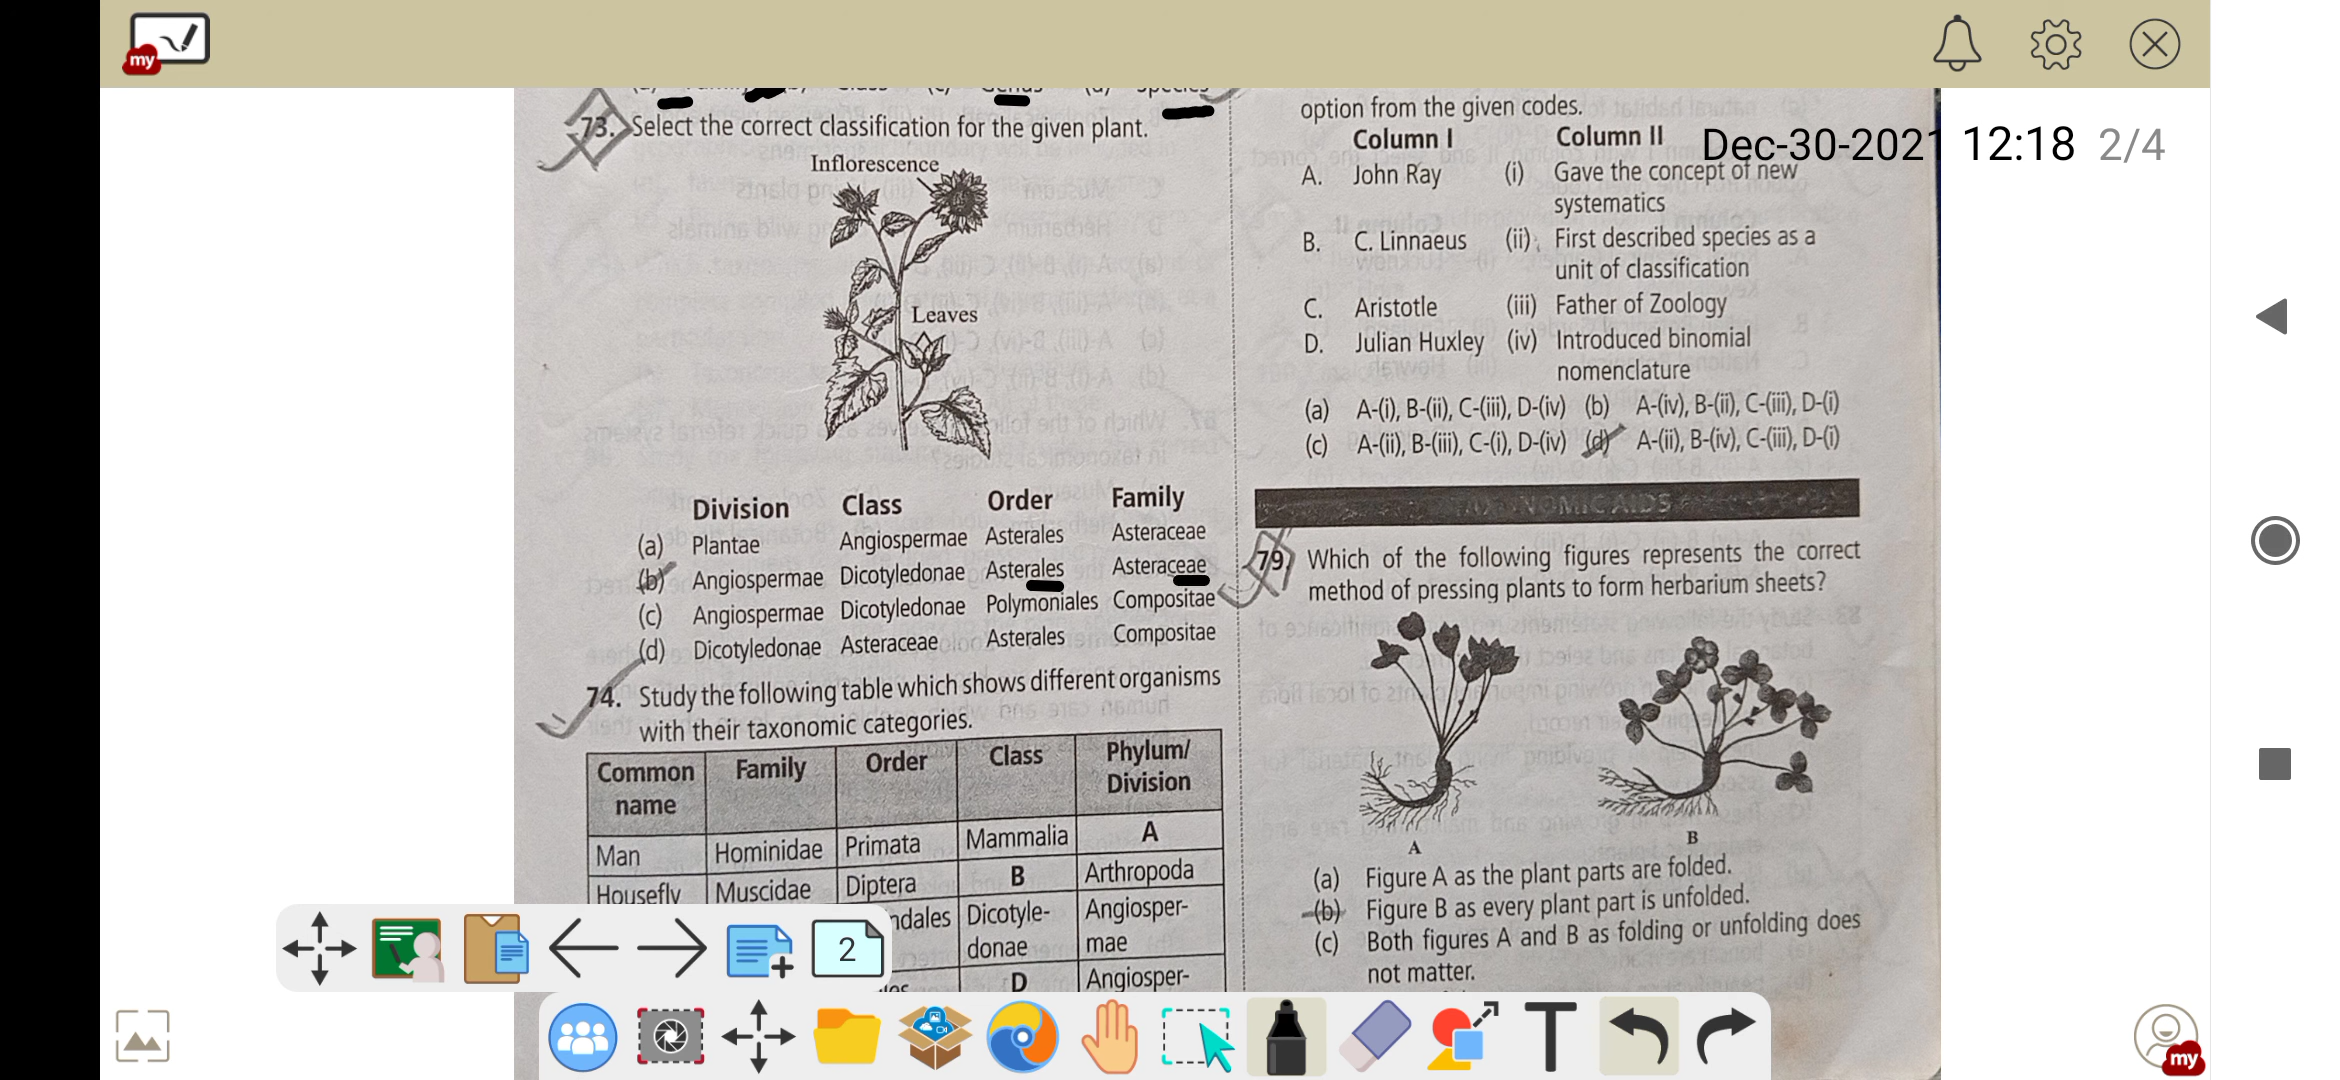 my
(c) Genus (d) Species
73. Select the correct classification for the given plant.
Inflorescence
Leaves
Division Class Order Family
(a) Plantae Angiospermae Asterales Asteraceae
(b) Angiospermae Dicotyledonae Asterales Asteraceae
(c) Angiospermae Dicotyledonae Polymoniales Compositae
(d) Dicotyledonae Asteraceae Asterales Compositae
74. Study the following table which shows different organisms
with their taxonomic categories.
Common name Family Order Class Phylum/ Division
Man Hominidae Primata Mammalia A
Housefly Muscidae Diptera B Arthropoda
ndales Dicotyle- Angiosper-
donae mae
D Angiosper-
option from the given codes.
Column I Column II
Dec-30-2021 12:18 2/4
A. John Ray (i) Gave the concept of new
systematics
B. C. Linnaeus (ii) First described species as a
unit of classification
C. Aristotle (iii) Father of Zoology
D. Julian Huxley (iv) Introduced binomial
nomenclature
(a) A-(i), B-(ii), C-(iii), D-(iv) (b) A-(iv), B-(ii), C-(iii), D-(i)
(c) A-(ii), B-(iii), C-(i), D-(iv) (d) A-(ii), B-(iv), C-(iii), D-(i)
NOMIC AIDS
79. Which of the following figures represents the correct
method of pressing plants to form herbarium sheets?
A
B
(a) Figure A as the plant parts are folded.
(b) Figure B as every plant part is unfolded.
(c) Both figures A and B as folding or unfolding does
not matter.
2
T
my